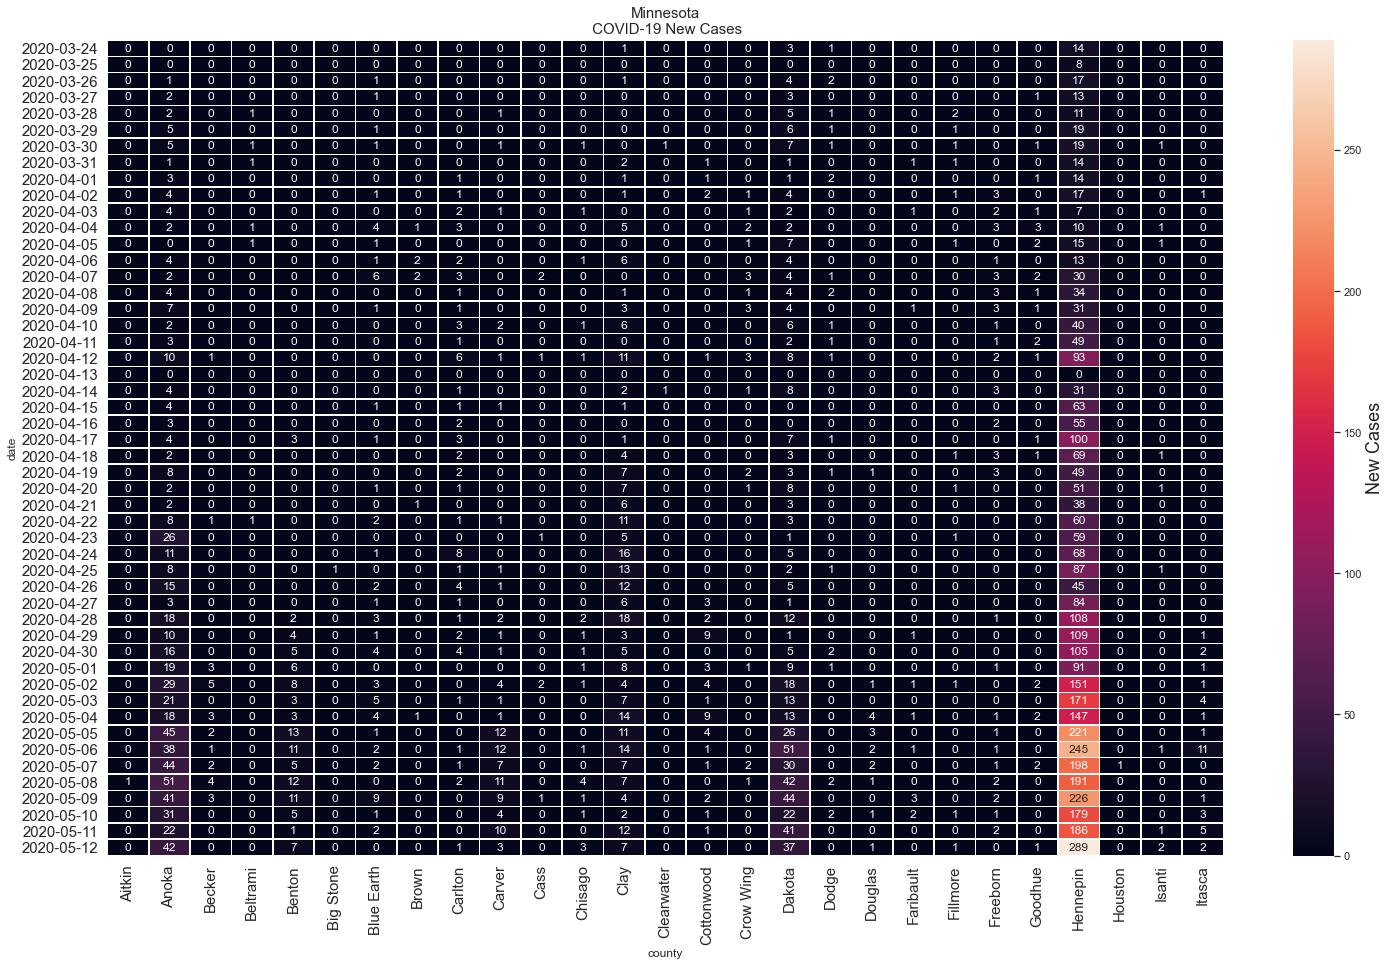 Minnesota
COVID-19 New Cases
2020-03-24 0 0 0 0 0 0 0 0 0 0 0 0 1 0 0 0 3 1 0 0 0 0 0 14 0 0 0
2020-03-25 0 0 0 0 0 0 0 0 0 0 0 0 0 0 0 0 0 0 0 0 0 0 0 8 0 0 0
2020-03-26 0 1 0 0 0 0 1 0 0 0 0 0 1 0 0 0 4 2 0 0 0 0 0 17 0 0 0
2020-03-27 0 2 0 0 0 0 1 0 0 0 0 0 0 0 0 0 3 0 0 0 0 0 1 13 0 0 0
2020-03-28 0 2 0 1 0 0 0 0 0 1 0 0 0 0 0 0 5 1 0 0 2 0 0 11 0 0 0
2020-03-29 0 5 0 0 0 0 1 0 0 0 0 0 0 0 0 0 6 1 0 0 1 0 0 19 0 0 0
2020-03-30 0 5 0 1 0 0 1 0 0 1 0 1 0 1 0 0 7 1 0 0 1 0 1 19 0 1 0
2020-03-31 0 1 0 1 0 0 0 0 0 0 0 0 2 0 1 0 1 0 0 1 1 0 0 14 0 0 0
2020-04-01 0 3 0 0 0 0 0 0 1 0 0 0 1 0 1 0 1 2 0 0 0 0 1 14 0 0 0
2020-04-02 0 4 0 0 0 0 1 0 1 0 0 0 1 0 2 1 4 0 0 0 1 3 0 17 0 0 1
2020-04-03 0 4 0 0 0 0 0 0 2 1 0 1 0 0 0 1 2 0 0 1 0 2 1 7 0 0 0
2020-04-04 0 2 0 1 0 0 4 1 3 0 0 0 5 0 0 2 2 0 0 0 0 3 3 10 0 1 0
2020-04-05 0 0 0 1 0 0 1 0 0 0 0 0 0 0 0 1 7 0 0 0 1 0 2 15 0 1 0
2020-04-06 0 4 0 0 0 0 1 2 2 0 0 1 6 0 0 0 4 0 0 0 0 1 0 13 0 0 0
2020-04-07 0 2 0 0 0 0 6 2 3 0 2 0 0 0 0 3 4 1 0 0 0 3 2 30 0 0 0
2020-04-08 0 4 0 0 0 0 0 0 1 0 0 0 1 0 0 1 4 2 0 0 0 3 1 34 0 0 0
2020-04-09 0 7 0 0 0 0 1 0 1 0 0 0 3 0 0 3 4 0 0 1 0 3 1 31 0 0 0
2020-04-10 0 2 0 0 0 0 0 0 3 2 0 1 6 0 0 0 6 1 0 0 0 1 0 40 0 0 0
2020-04-11 0 3 0 0 0 0 0 0 1 0 0 0 0 0 0 0 2 1 0 0 0 1 2 49 0 0 0
2020-04-12 0 10 1 0 0 0 0 0 6 1 1 1 11 0 1 3 8 1 0 0 0 2 1 93 0 0 0
2020-04-13 0 0 0 0 0 0 0 0 0 0 0 0 0 0 0 0 0 0 0 0 0 0 0 0 0 0 0
2020-04-14 0 4 0 0 0 0 0 0 1 0 0 0 2 1 0 1 8 0 0 0 0 3 0 31 0 0 0
2020-04-15 0 4 0 0 0 0 1 0 1 1 0 0 1 0 0 0 0 0 0 0 0 0 0 63 0 0 0
2020-04-16 0 3 0 0 0 0 0 0 2 0 0 0 0 0 0 0 0 0 0 0 0 2 0 55 0 0 0
2020-04-17 0 4 0 0 3 0 1 0 3 0 0 0 1 0 0 0 7 1 0 0 0 0 1 100 0 0 0
2020-04-18 0 2 0 0 0 0 0 0 2 0 0 0 4 0 0 0 3 0 0 0 1 3 1 69 0 1 0
2020-04-19 0 8 0 0 0 0 0 0 2 0 0 0 7 0 0 2 3 1 1 0 0 3 0 49 0 0 0
2020-04-20 0 2 0 0 0 0 1 0 1 0 0 0 7 0 0 1 8 0 0 0 1 0 0 51 0 1 0
2020-04-21 0 2 0 0 0 0 0 1 0 0 0 0 6 0 0 0 3 0 0 0 0 0 0 38 0 0 0
2020-04-22 0 8 1 1 0 0 2 0 1 1 0 0 11 0 0 0 3 0 0 0 0 0 0 60 0 0 0
2020-04-23 0 26 0 0 0 0 0 0 0 0 1 0 5 0 0 0 1 0 0 0 1 0 0 59 0 0 0
2020-04-24 0 11 0 0 0 0 1 0 8 0 0 0 16 0 0 0 5 0 0 0 0 0 0 68 0 0 0
2020-04-25 0 8 0 0 0 1 0 0 1 1 0 0 13 0 0 0 2 1 0 0 0 0 0 87 0 1 0
2020-04-26 0 15 0 0 0 0 2 0 4 1 0 0 12 0 0 0 5 0 0 0 0 0 0 45 0 0 0
2020-04-27 0 3 0 0 0 0 1 0 1 0 0 0 6 0 3 0 1 0 0 0 0 0 0 84 0 0 0
2020-04-28 0 18 0 0 2 0 3 0 1 2 0 2 18 0 2 0 12 0 0 0 0 1 0 108 0 0 0
2020-04-29 0 10 0 0 4 0 1 0 2 1 0 1 3 0 9 0 1 0 0 1 0 0 0 109 0 0 1
2020-04-30 0 16 0 0 5 0 4 0 4 1 0 1 5 0 0 0 5 2 0 0 0 0 0 105 0 0 2
2020-05-01 0 19 3 0 6 0 0 0 0 0 0 1 8 0 3 1 9 1 0 0 0 1 0 91 0 0 1
2020-05-02 0 29 5 0 8 0 3 0 0 4 2 1 4 0 4 0 18 0 1 1 1 0 2 151 0 0 1
2020-05-03 0 21 0 0 3 0 5 0 1 1 0 0 7 0 1 0 13 0 0 0 0 0 0 171 0 0 4
2020-05-04 0 18 3 0 3 0 4 1 0 1 0 0 14 0 9 0 13 0 4 1 0 1 2 147 0 0 1
2020-05-05 0 45 2 0 13 0 1 0 0 12 0 0 11 0 4 0 26 0 3 0 0 1 0 221 0 0 1
2020-05-06 0 38 1 0 11 0 2 0 1 12 0 1 14 0 1 0 51 0 2 1 0 1 0 245 0 1 11
2020-05-07 0 44 2 0 5 0 2 0 1 7 0 0 7 0 1 2 30 0 2 0 0 1 2 198 1 0 0
2020-05-08 1 51 4 0 12 0 0 0 2 11 0 4 7 0 0 1 42 2 1 0 0 2 0 191 0 0 0
2020-05-09 0 41 3 0 11 0 9 0 0 9 1 1 4 0 2 0 44 0 0 3 0 2 0 226 0 0 1
2020-05-10 0 31 0 0 5 0 1 0 0 4 0 1 2 0 1 0 22 2 1 2 1 1 0 179 0 0 3
2020-05-11 0 22 0 0 1 0 2 0 0 10 0 0 12 0 1 0 41 0 0 0 0 2 0 186 0 1 5
2020-05-12 0 42 0 0 7 0 0 0 1 3 0 3 7 0 0 0 37 0 1 0 1 0 1 289 0 2 2
date
Aitkin Anoka Becker Beltrami Benton Big Stone Blue Earth Brown Carlton Carver Cass Chisago Clay Clearwater Cottonwood Crow Wing Dakota Dodge Douglas Faribault Fillmore Freeborn Goodhue Hennepin Houston Isanti Itasca
county
250
200
150
100
50
0
New Cases